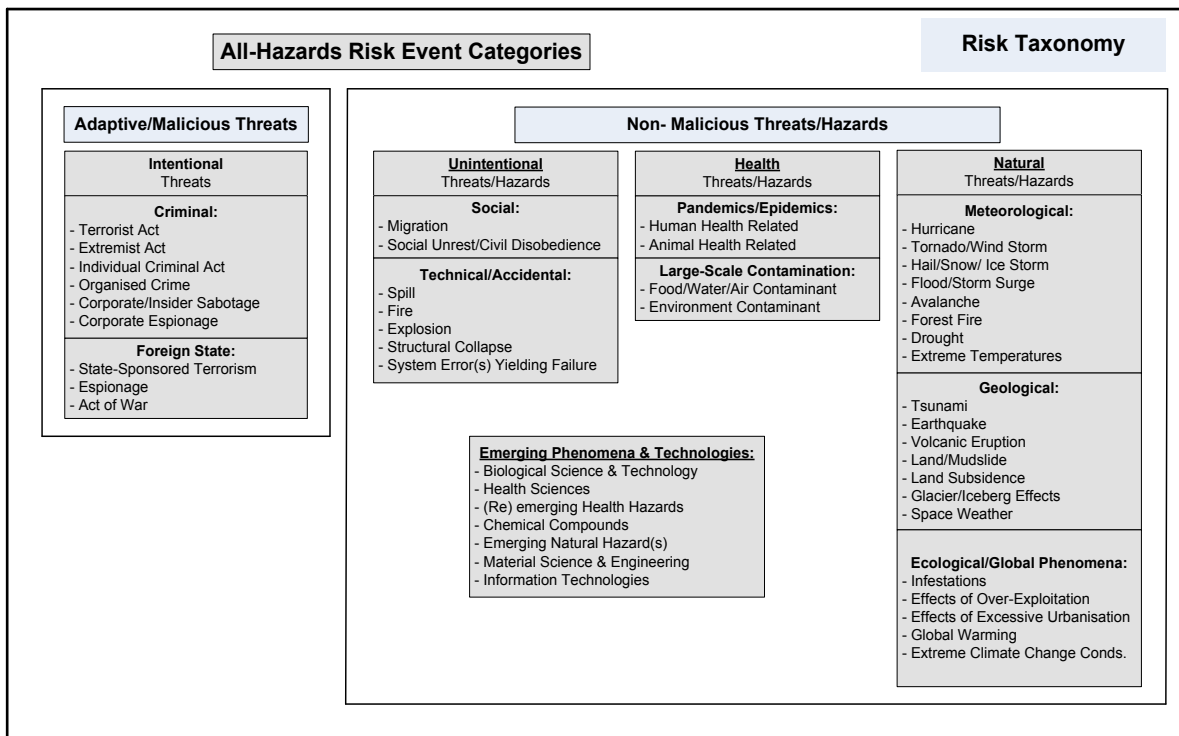 All-Hazards Risk Event Categories
Risk Taxonomy
Adaptive/Malicious Threats
Intentional
Threats
Criminal:
- Terrorist Act
- Extremist Act
- Individual Criminal Act
- Organised Crime
- Corporate/Insider Sabotage
- Corporate Espionage
Foreign State:
- State-Sponsored Terrorism
- Espionage
- Act of War
Non- Malicious Threats/Hazards
Unintentional
Threats/Hazards
Social:
- Migration
- Social Unrest/Civil Disobedience
Technical/Accidental:
- Spill
- Fire
- Explosion
- Structural Collapse
- System Error(s) Yielding Failure
Health
Threats/Hazards
Pandemics/Epidemics:
- Human Health Related
- Animal Health Related
Large-Scale Contamination:
- Food/Water/Air Contaminant
- Environment Contaminant
Natural
Threats/Hazards
Meteorological:
- Hurricane
- Tornado/Wind Storm
- Hail/Snow/ Ice Storm
- Flood/Storm Surge
- Avalanche
- Forest Fire
- Drought
- Extreme Temperatures
Geological:
- Tsunami
- Earthquake
- Volcanic Eruption
- Land/Mudslide
- Land Subsidence
- Glacier/Iceberg Effects
- Space Weather
Ecological/Global Phenomena:
- Infestations
- Effects of Over-Exploitation
- Effects of Excessive Urbanisation
- Global Warming
- Extreme Climate Change Conds.
Emerging Phenomena & Technologies:
- Biological Science & Technology
- Health Sciences
- (Re) emerging Health Hazards
- Chemical Compounds
- Emerging Natural Hazard(s)
- Material Science & Engineering
- Information Technologies